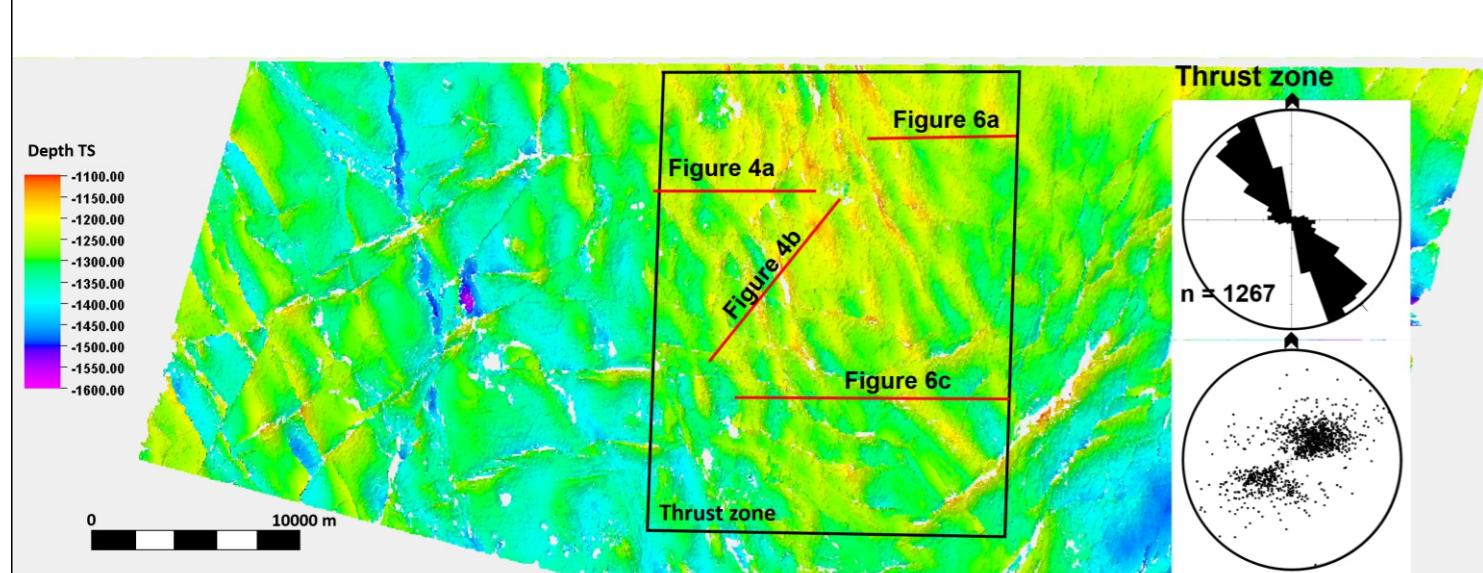 Thrust zone
Figure 6a
Depth TS
Figure 4a
-1100.00
-1150.00
-1200.00
-1250.00
-1300.00
-1350.00
-1400.00
-1450.00
-1500.00
-1550.00
-1600.00
Figure 4b
n = 1267
Figure 6c
Thrust zone
0 10000 m